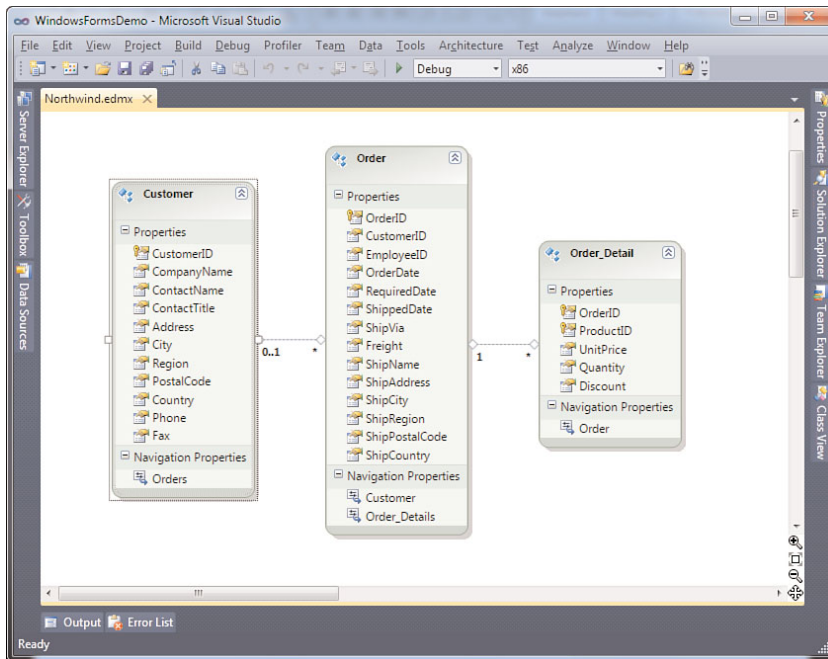 WindowsFormsDemo - Microsoft Visual Studio
File Edit View Project Build Debug Profiler Team Data Tools Architecture Test Analyze Window Help
Debug x86
Northwind.edmx
Server Explorer
Toolbox
Data Sources
Customer
Properties
CustomerID
CompanyName
ContactName
ContactTitle
Address
City
Region
PostalCode
Country
Phone
Fax
Navigation Properties
Orders
0..1 *
Order
Properties
OrderID
CustomerID
EmployeeID
OrderDate
RequiredDate
ShippedDate
ShipVia
Freight
ShipName
ShipAddress
ShipCity
ShipRegion
ShipPostalCode
ShipCountry
Navigation Properties
Customer
Order_Details
1 *
Order_Detail
Properties
OrderID
ProductID
UnitPrice
Quantity
Discount
Navigation Properties
Order
Properties
Solution Explorer
Team Explorer
Class View
Output Error List
Ready